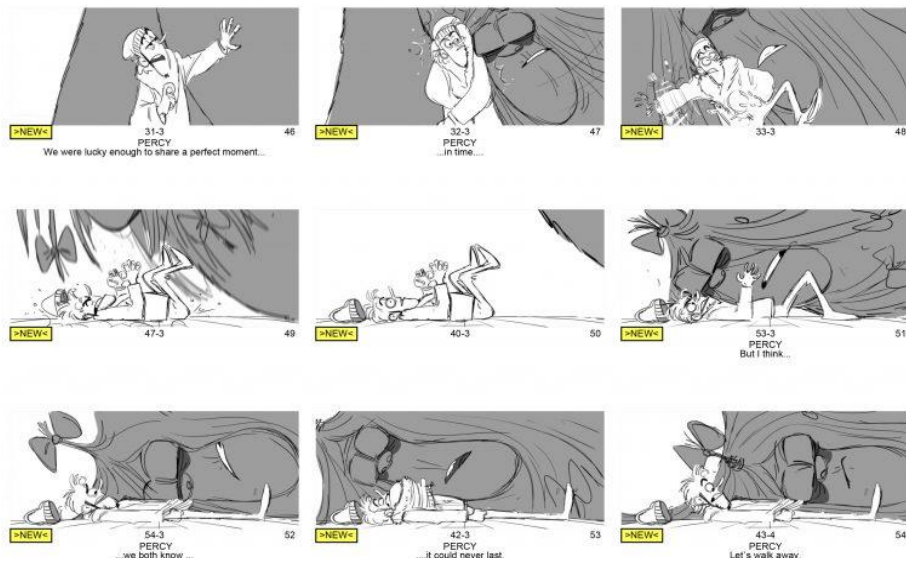 >NEW< 31-3 46
PERCY
We were lucky enough to share a perfect moment...
>NEW< 32-3 47
PERCY
...in time....
>NEW< 33-3 48
>NEW< 47-3 49
>NEW< 40-3 50
>NEW< 53-3 51
PERCY
But I think...
>NEW< 54-3 52
PERCY
...we both know ...
>NEW< 42-3 53
PERCY
...it could never last.
>NEW< 43-4 54
PERCY
Let's walk away